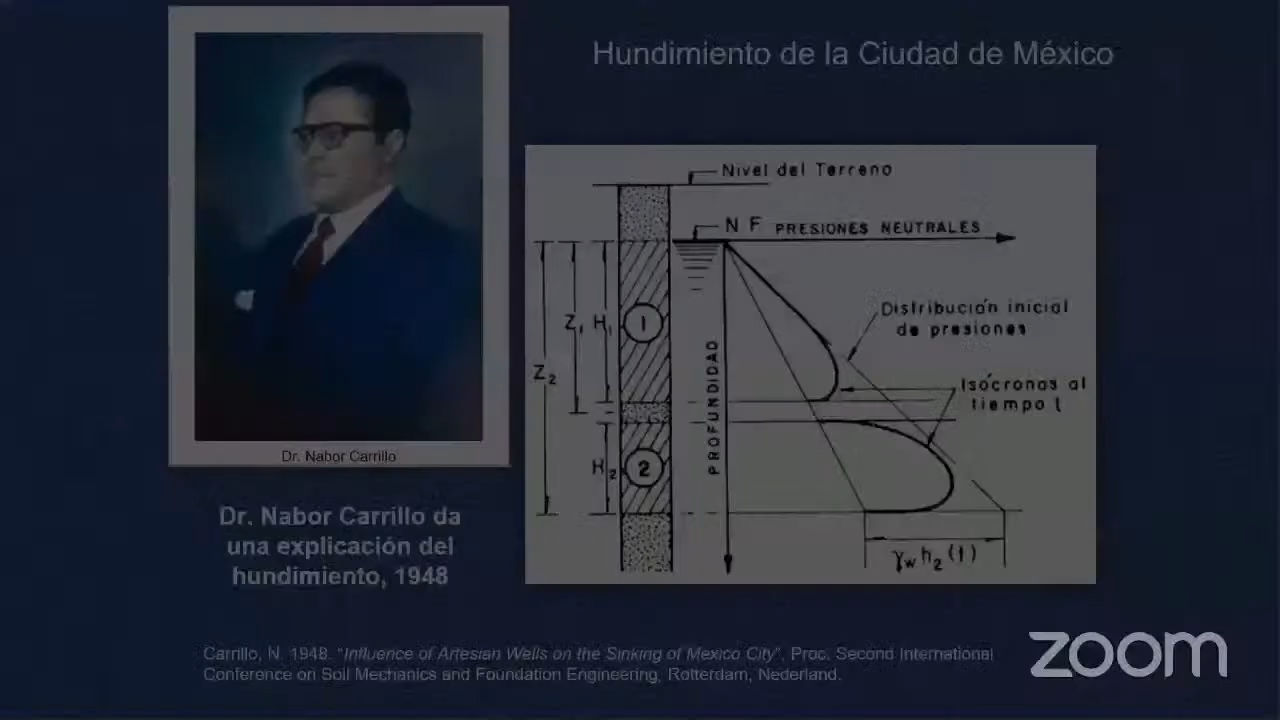 Hundimiento de la Ciudad de México
Nivel del Terreno
N F PRESIONES NEUTRALES
Distribución inicial
de presiones
Z₁ H₁ 1
Z₂
PROFUNDIDAD
Isócronas al
tiempo t
H₂ 2
γw h₂ (t)
Dr. Nabor Carrillo
Dr. Nabor Carrillo da
una explicación del
hundimiento, 1948
Carrillo, N. 1948. "Influence of Artesian Wells on the Sinking of Mexico City", Proc. Second International
Conference on Soil Mechanics and Foundation Engineering, Rotterdam, Nederland.
zoom